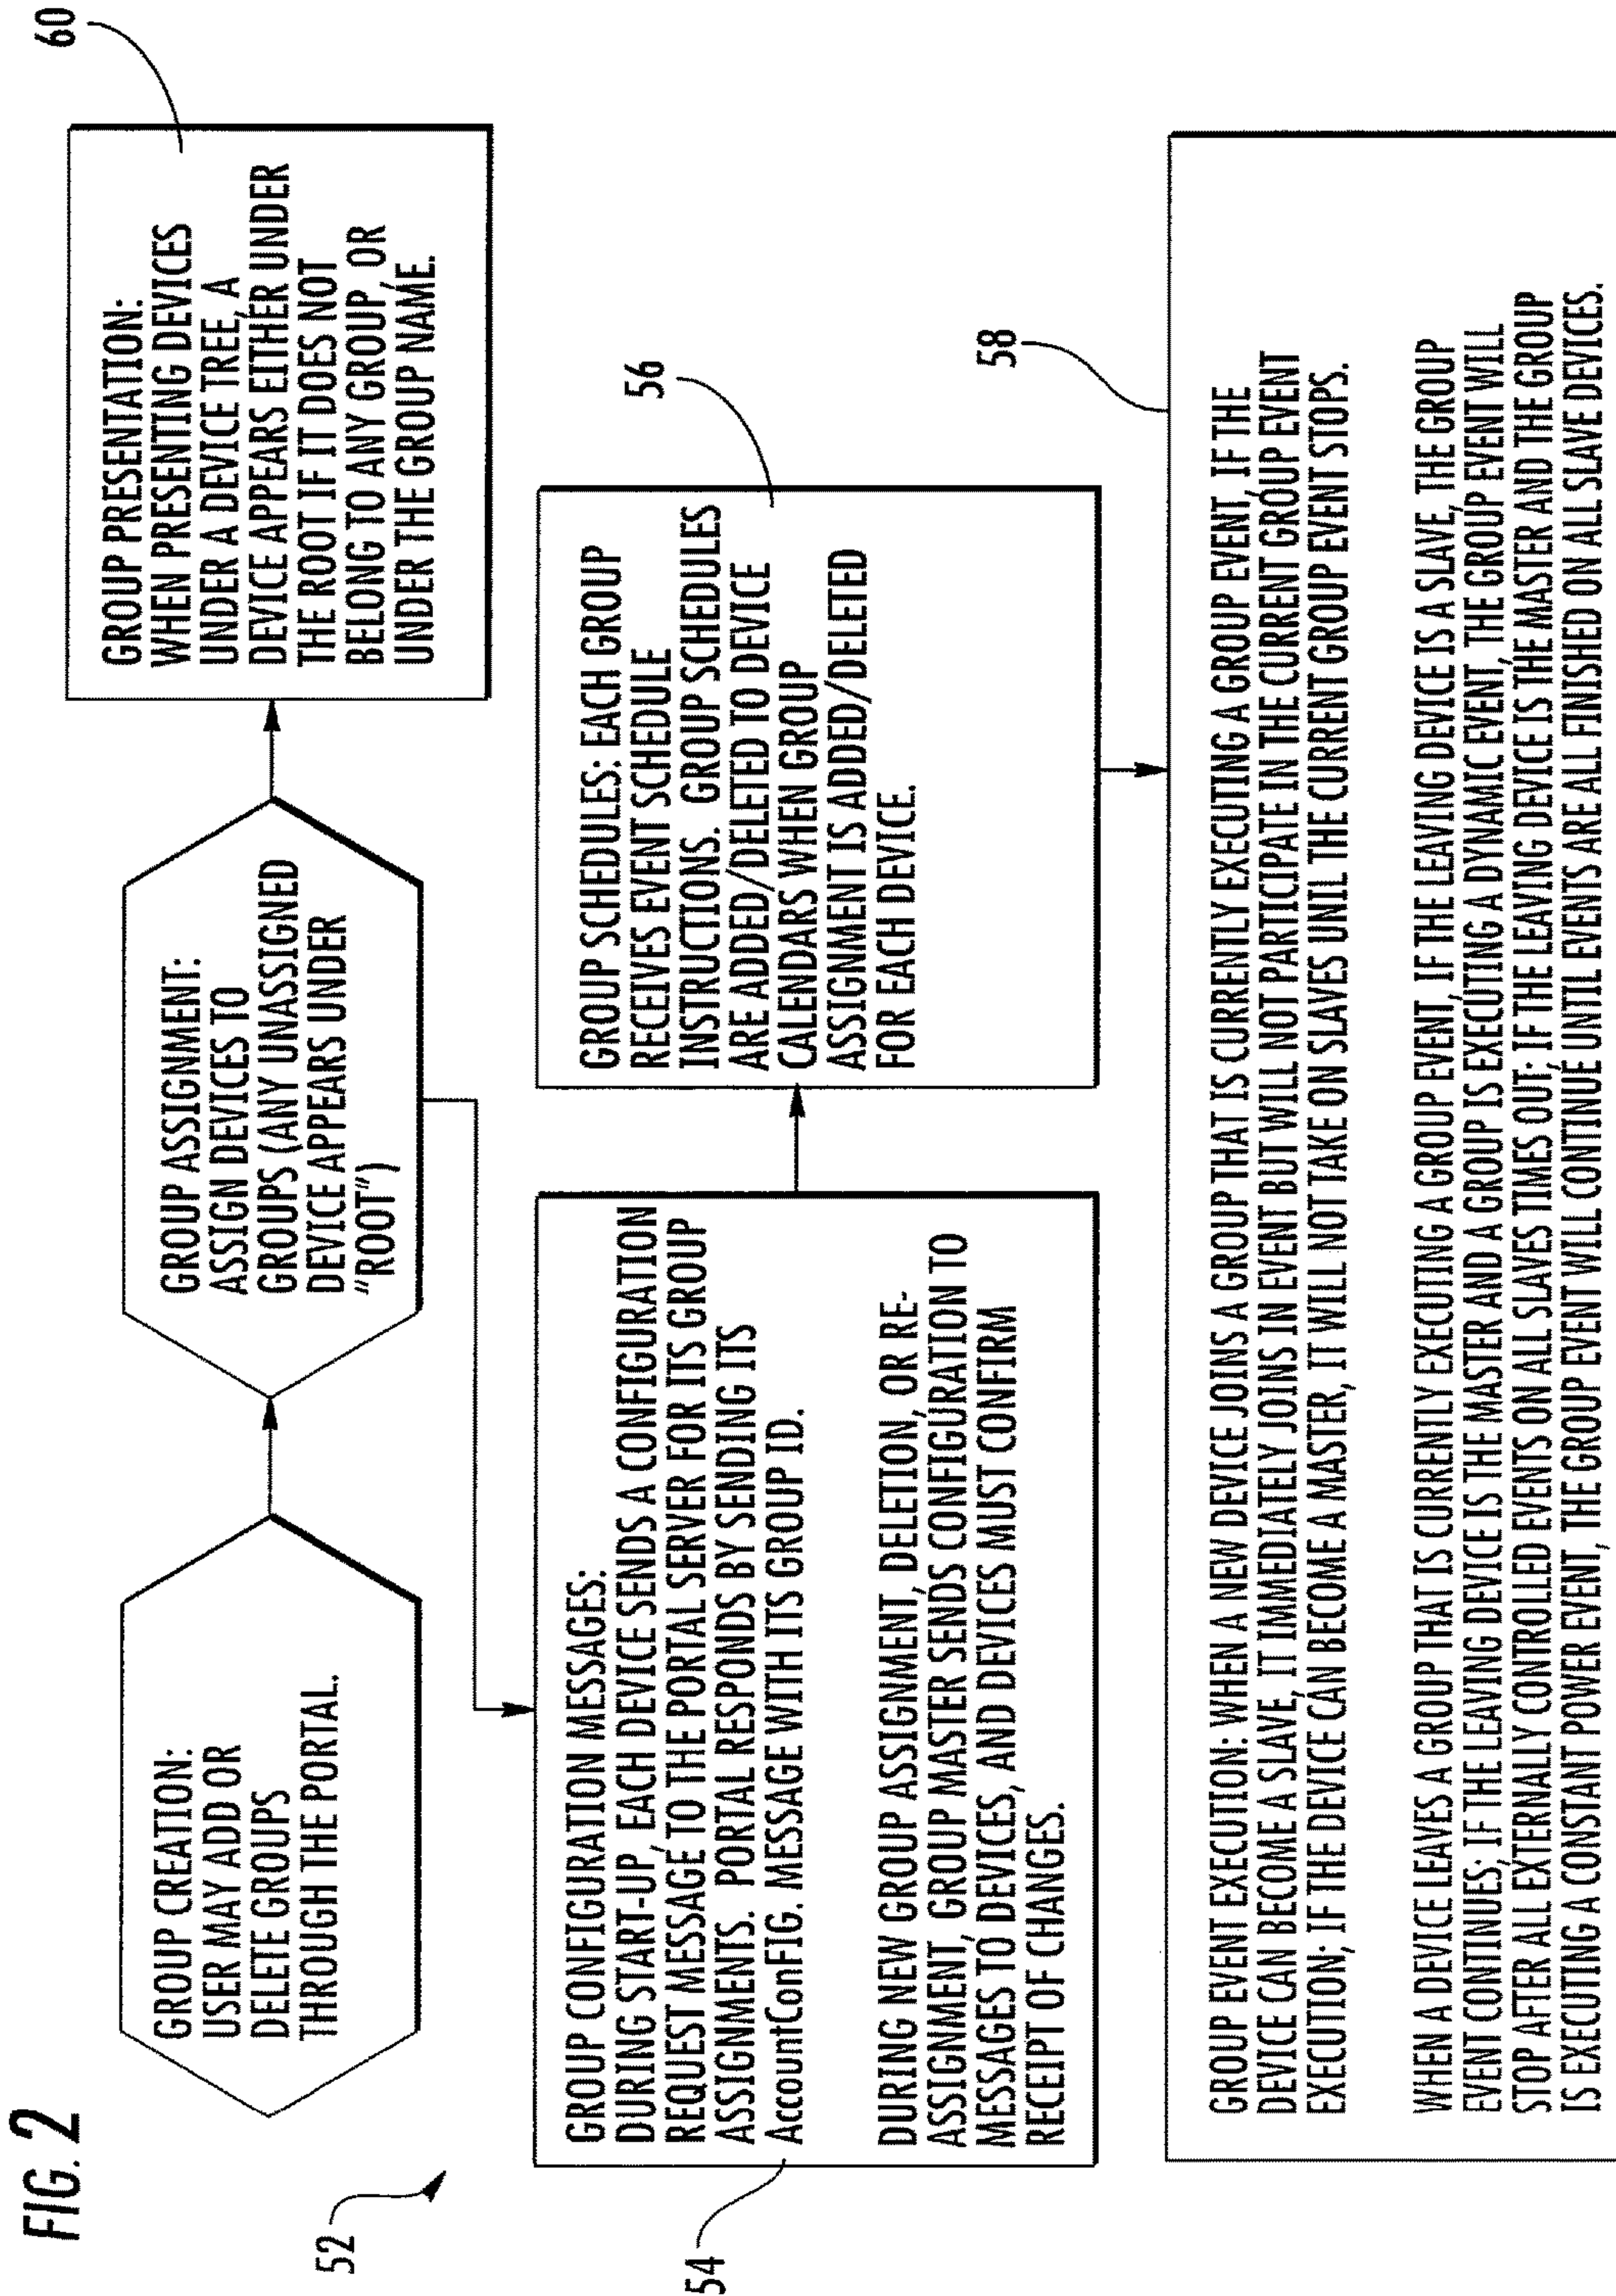 FIG. 2
52
GROUP CREATION:
USER MAY ADD OR
DELETE GROUPS
THROUGH THE PORTAL.
GROUP ASSIGNMENT:
ASSIGN DEVICES TO
GROUPS (ANY UNASSIGNED
DEVICE APPEARS UNDER
"ROOT")
60
GROUP PRESENTATION:
WHEN PRESENTING DEVICES
UNDER A DEVICE TREE, A
DEVICE APPEARS EITHER UNDER
THE ROOT IF IT DOES NOT
BELONG TO ANY GROUP, OR
UNDER THE GROUP NAME.
54
GROUP CONFIGURATION MESSAGES:
DURING START-UP, EACH DEVICE SENDS A CONFIGURATION
REQUEST MESSAGE TO THE PORTAL SERVER FOR ITS GROUP
ASSIGNMENTS. PORTAL RESPONDS BY SENDING ITS
AccountConFIG. MESSAGE WITH ITS GROUP ID.
DURING NEW GROUP ASSIGNMENT, DELETION, OR RE-
ASSIGNMENT, GROUP MASTER SENDS CONFIGURATION TO
MESSAGES TO DEVICES, AND DEVICES MUST CONFIRM
RECEIPT OF CHANGES.
56
GROUP SCHEDULES: EACH GROUP
RECEIVES EVENT SCHEDULE
INSTRUCTIONS. GROUP SCHEDULES
ARE ADDED/DELETED TO DEVICE
CALENDARS WHEN GROUP
ASSIGNMENT IS ADDED/DELETED
FOR EACH DEVICE.
58
GROUP EVENT EXECUTION: WHEN A NEW DEVICE JOINS A GROUP THAT IS CURRENTLY EXECUTING A GROUP EVENT, IF THE
DEVICE CAN BECOME A SLAVE, IT IMMEDIATELY JOINS IN EVENT BUT WILL NOT PARTICIPATE IN THE CURRENT GROUP EVENT
EXECUTION; IF THE DEVICE CAN BECOME A MASTER, IT WILL NOT TAKE ON SLAVES UNIL THE CURRENT GROUP EVENT STOPS.
WHEN A DEVICE LEAVES A GROUP THAT IS CURRENTLY EXECUTING A GROUP EVENT, IF THE LEAVING DEVICE IS A SLAVE, THE GROUP
EVENT CONTINUES; IF THE LEAVING DEVICE IS THE MASTER AND A GROUP IS EXECUTING A DYNAMIC EVENT, THE GROUP EVENT WILL
STOP AFTER ALL EXTERNALLY CONTROLLED EVENTS ON ALL SLAVES TIMES OUT; IF THE LEAVING DEVICE IS THE MASTER AND THE GROUP
IS EXECUTING A CONSTANT POWER EVENT, THE GROUP EVENT WILL CONTINUE UNTIL EVENTS ARE ALL FINISHED ON ALL SLAVE DEVICES.